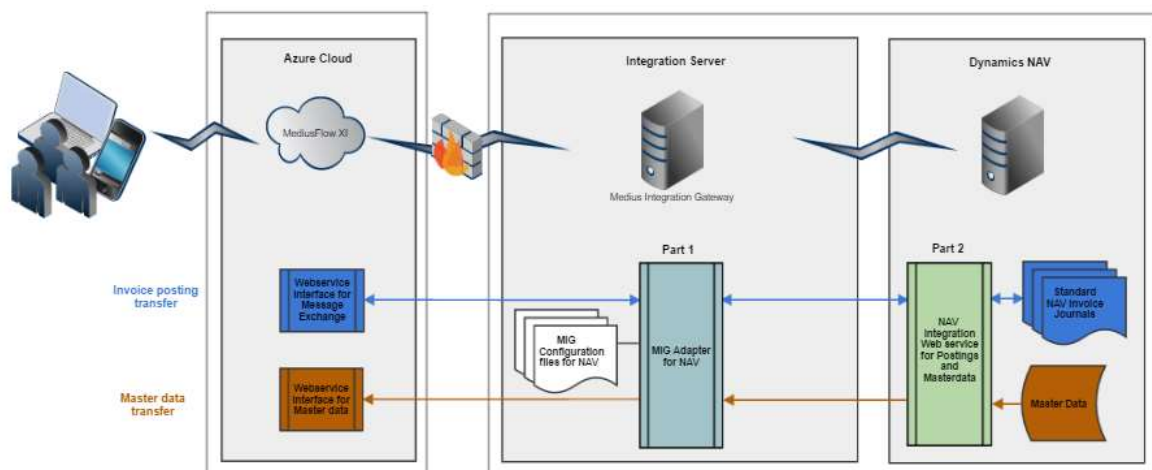 Azure Cloud
Integration Server
Dynamics NAV
MediusFlow XI
Medius Integration Gateway
Part 1
Part 2
Invoice posting
transfer
Webservice
Interface for
Message
Exchange
Standard
NAV Invoice
Journals
MIG
Configuration
files for NAV
MIG Adapter
for NAV
NAV
Integration
Web service
for Postings
and
Masterdata
Master data
transfer
Webservice
Interface for
Master data
Master Data